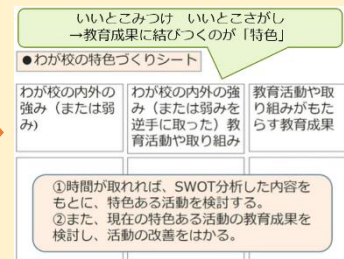 いいとこみつけ いいとこさがし
→教育成果に結びつくのが「特色」
●わが校の特色づくりシート
わが校の内外の
強み（または弱
み）
わが校の内外の強
み（または弱みを
逆手に取った）教
育活動や取り組み
教育活動や取
り組みがもた
らす教育成果
①時間が取れれば、SWOT分析した内容を
もとに、特色ある活動を検討する。
②また、現在の特色ある活動の教育成果を
検討し、活動の改善をはかる。